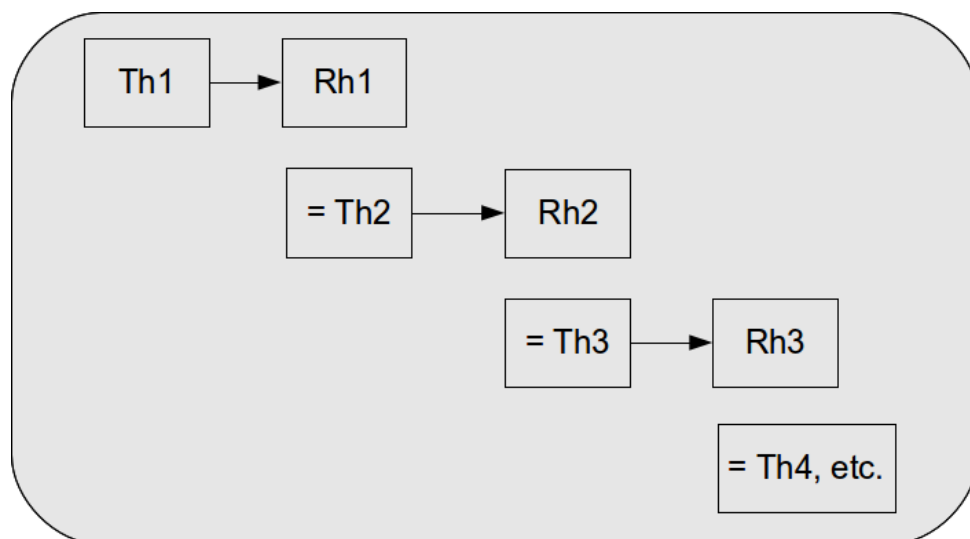 Th1 Rh1
= Th2 Rh2
= Th3 Rh3
= Th4, etc.